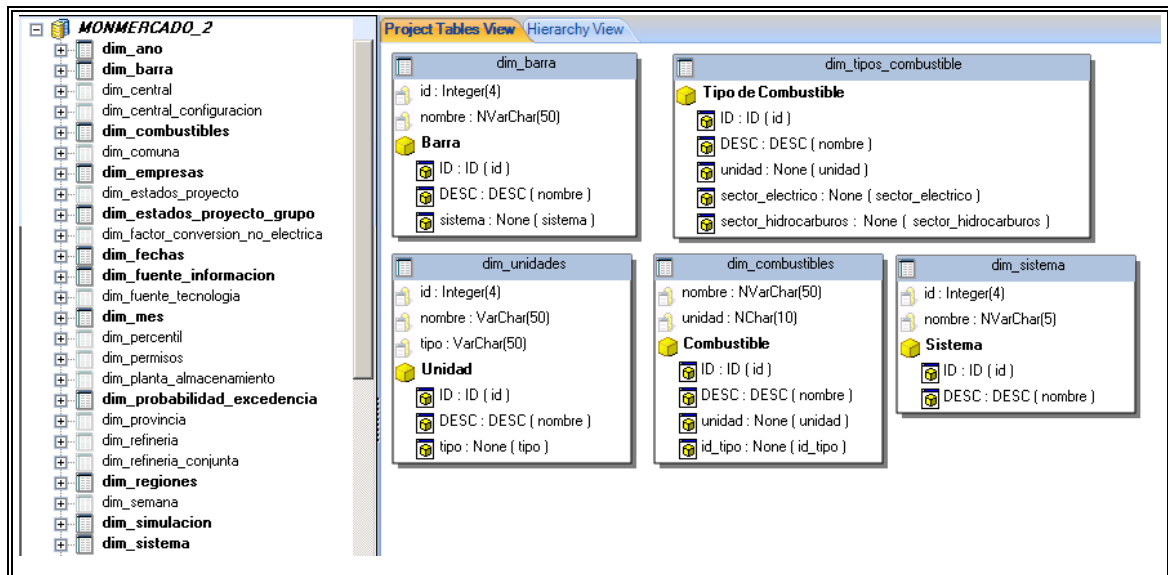 MONMERCADO_2
dim_ano
dim_barra
dim_central
dim_central_configuracion
dim_combustibles
dim_comuna
dim_empresas
dim_estados_proyecto
dim_estados_proyecto_grupo
dim_factor_conversion_no_electrica
dim_fechas
dim_fuente_informacion
dim_fuente_tecnologia
dim_mes
dim_percentil
dim_permisos
dim_planta_almacenamiento
dim_probabilidad_excedencia
dim_provincia
dim_refineria
dim_refineria_conjunta
dim_regiones
dim_semana
dim_simulacion
dim_sistema
Project Tables View Hierarchy View
dim_barra
id : Integer(4)
nombre : NVarChar(50)
Barra
ID : ID ( id )
DESC : DESC ( nombre )
sistema : None ( sistema )
dim_tipos_combustible
Tipo de Combustible
ID : ID ( id )
DESC : DESC ( nombre )
unidad : None ( unidad )
sector_electrico : None ( sector_electrico )
sector_hidrocarburos : None ( sector_hidrocarburos )
dim_unidades
id : Integer(4)
nombre : VarChar(50)
tipo : VarChar(50)
Unidad
ID : ID ( id )
DESC : DESC ( nombre )
tipo : None ( tipo )
dim_combustibles
nombre : NVarChar(50)
unidad : NChar(10)
Combustible
ID : ID ( id )
DESC : DESC ( nombre )
unidad : None ( unidad )
id_tipo : None ( id_tipo )
dim_sistema
id : Integer(4)
nombre : NVarChar(5)
Sistema
ID : ID ( id )
DESC : DESC ( nombre )